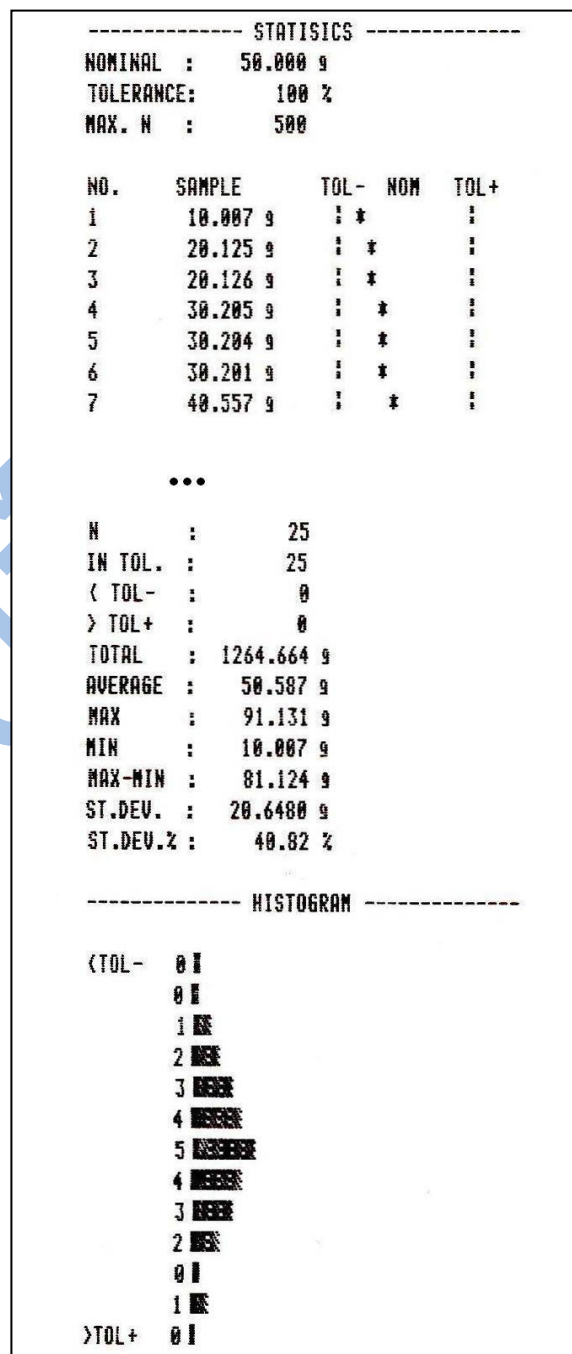 -------------- STATISICS --------------
NOMINAL : 50.000 g
TOLERANCE: 100 %
MAX. N : 500
NO. SAMPLE TOL- NOM TOL+
1 10.007 g ¦ * ¦
2 20.125 g ¦ * ¦
3 20.126 g ¦ * ¦
4 30.205 g ¦ * ¦
5 30.204 g ¦ * ¦
6 30.201 g ¦ * ¦
7 40.557 g ¦ * ¦
...
N : 25
IN TOL. : 25
< TOL- : 0
> TOL+ : 0
TOTAL : 1264.664 g
AVERAGE : 50.587 g
MAX : 91.131 g
MIN : 10.007 g
MAX-MIN : 81.124 g
ST.DEV. : 20.6480 g
ST.DEV.% : 40.82 %
-------------- HISTOGRAM --------------
<TOL- 0
0
1
2
3
4
5
4
3
2
0
1
>TOL+ 0